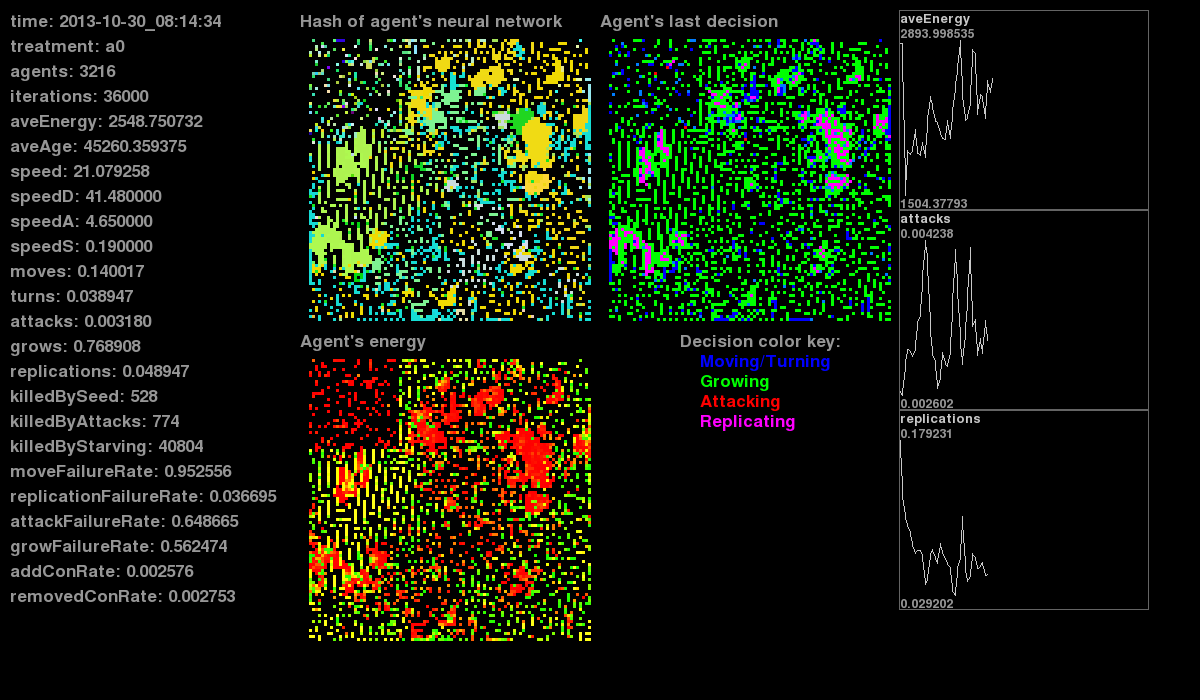 time: 2013-10-30_08:14:34
treatment: a0
agents: 3216
iterations: 36000
aveEnergy: 2548.750732
aveAge: 45260.359375
speed: 21.079258
speedD: 41.480000
speedA: 4.650000
speedS: 0.190000
moves: 0.140017
turns: 0.038947
attacks: 0.003180
grows: 0.768908
replications: 0.048947
killedBySeed: 528
killedByAttacks: 774
killedByStarving: 40804
moveFailureRate: 0.952556
replicationFailureRate: 0.036695
attackFailureRate: 0.648665
growFailureRate: 0.562474
addConRate: 0.002576
removedConRate: 0.002753
Hash of agent's neural network
Agent's last decision
Agent's energy
Decision color key:
Moving/Turning
Growing
Attacking
Replicating
aveEnergy
2893.998535
1504.37793
attacks
0.004238
0.002602
replications
0.179231
0.029202